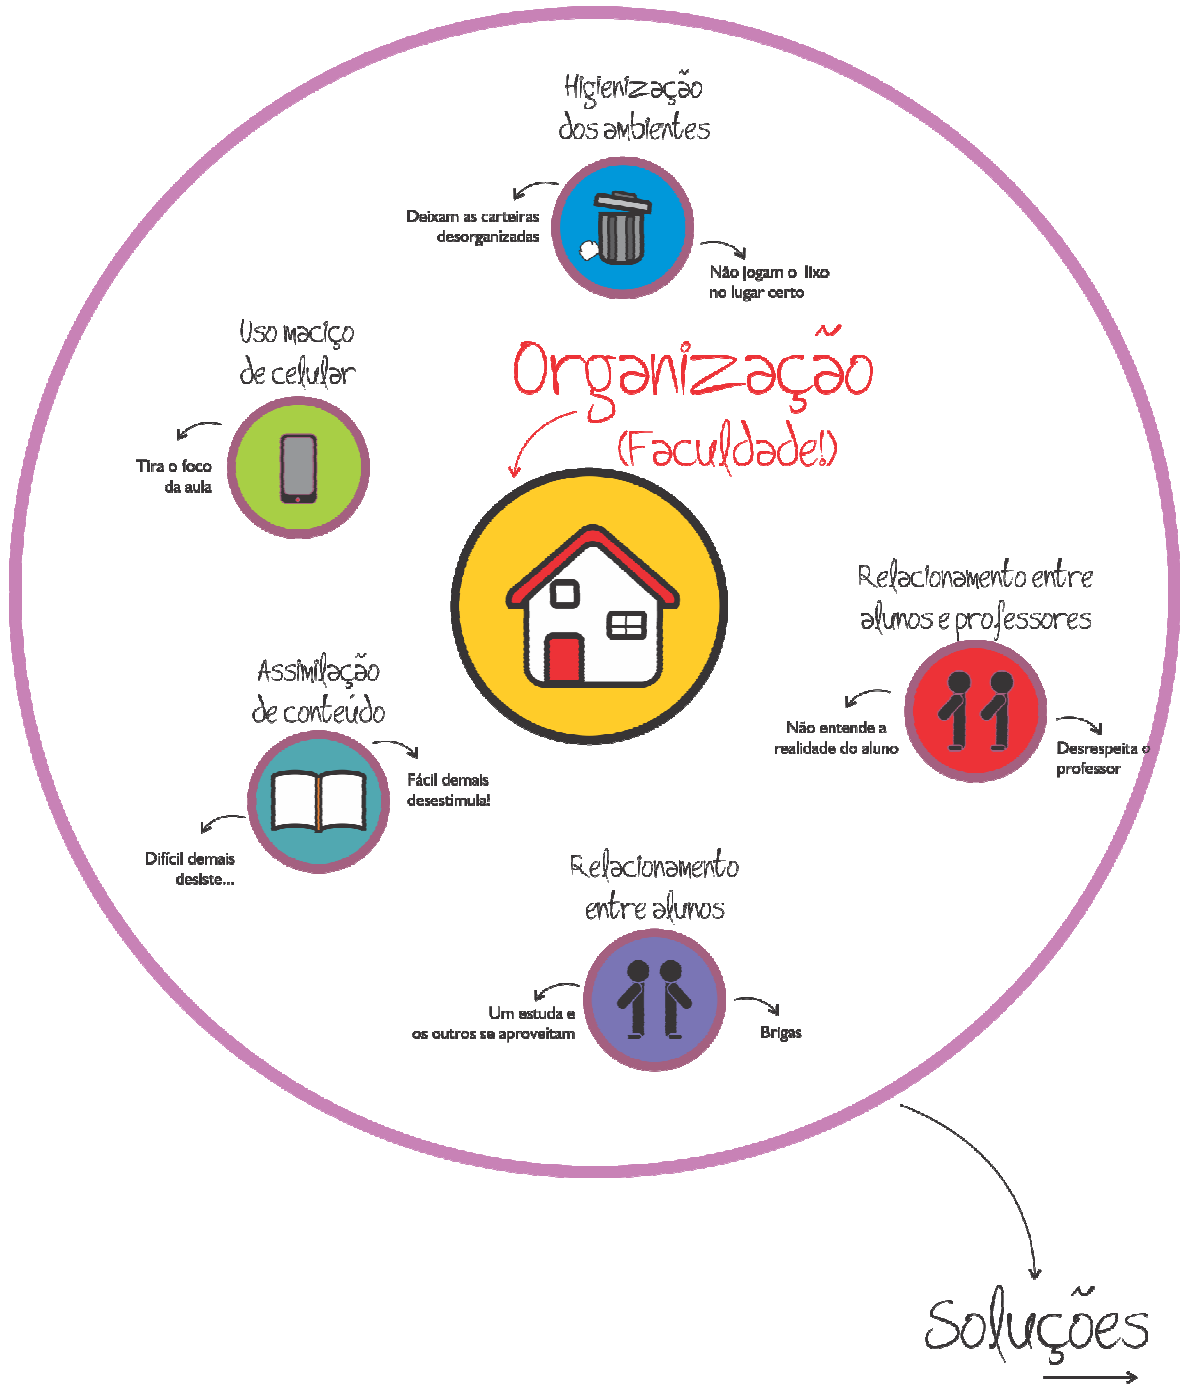 Higienização
dos ambientes
Deixam as carteiras
desorganizadas
Não jogam o lixo
no lugar certo
Uso maciço
de celular
Tira o foco
da aula
Organização
(Faculdade!)
Relacionamento entre
alunos e professores
Não entende a
realidade do aluno
Desrespeita o
professor
Assimilação
de conteúdo
Fácil demais
desestimula!
Difícil demais
desiste...
Relacionamento
entre alunos
Um estuda e
os outros se aproveitam
Brigas
Soluções